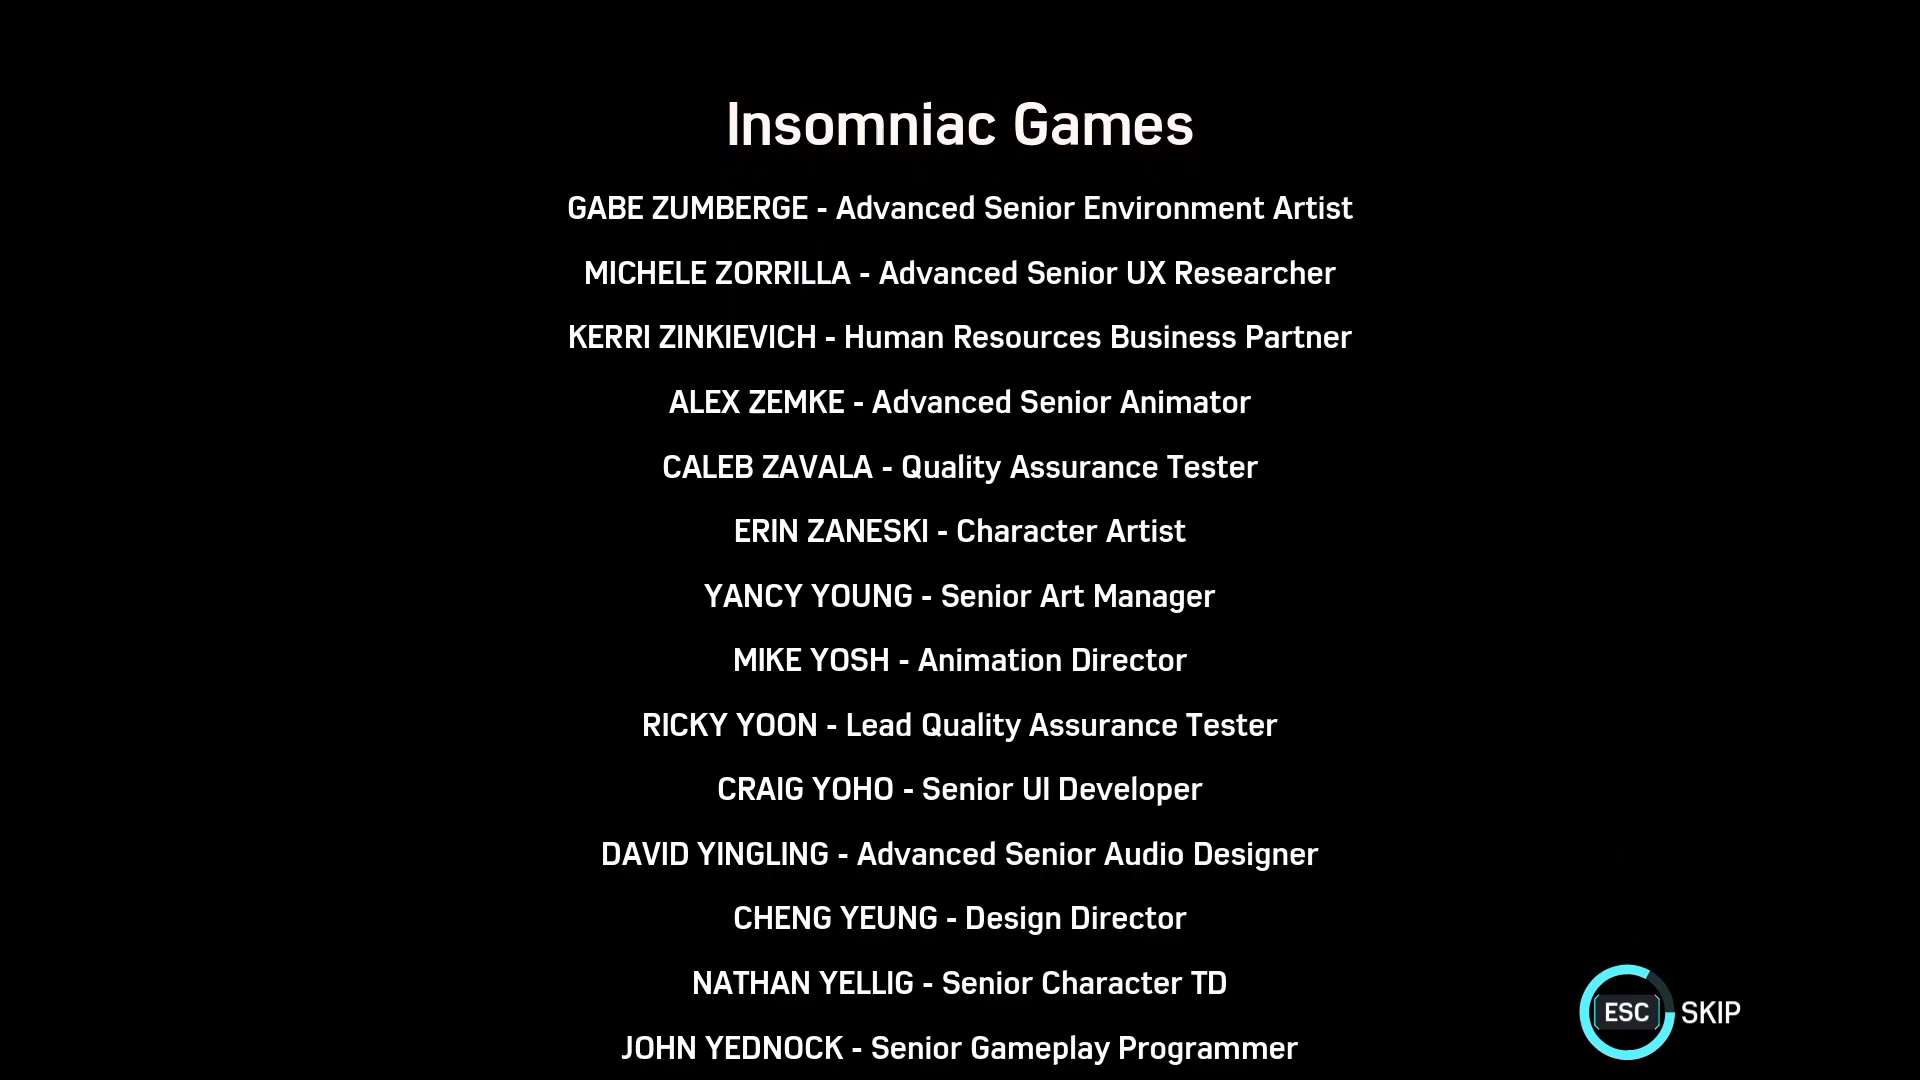 Insomniac Games
GABE ZUMBERGE - Advanced Senior Environment Artist
MICHELE ZORRILLA - Advanced Senior UX Researcher
KERRI ZINKIEVICH - Human Resources Business Partner
ALEX ZEMKE - Advanced Senior Animator
CALEB ZAVALA - Quality Assurance Tester
ERIN ZANESKI - Character Artist
YANCY YOUNG - Senior Art Manager
MIKE YOSH - Animation Director
RICKY YOON - Lead Quality Assurance Tester
CRAIG YOHO - Senior UI Developer
DAVID YINGLING - Advanced Senior Audio Designer
CHENG YEUNG - Design Director
NATHAN YELLIG - Senior Character TD
ESC SKIP
JOHN YEDNOCK - Senior Gameplay Programmer